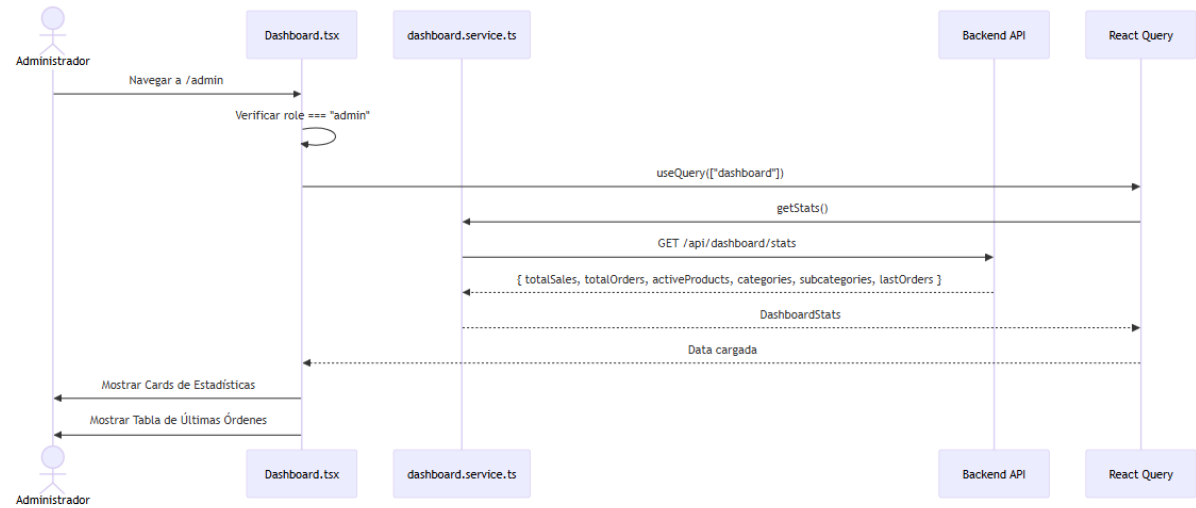 Administrador
Dashboard.tsx
dashboard.service.ts
Backend API
React Query
Navegar a /admin
Verificar role === "admin"
useQuery(["dashboard"])
getStats()
GET /api/dashboard/stats
{ totalSales, totalOrders, activeProducts, categories, subcategories, lastOrders }
DashboardStats
Data cargada
Mostrar Cards de Estadísticas
Mostrar Tabla de Últimas Órdenes
Administrador
Dashboard.tsx
dashboard.service.ts
Backend API
React Query